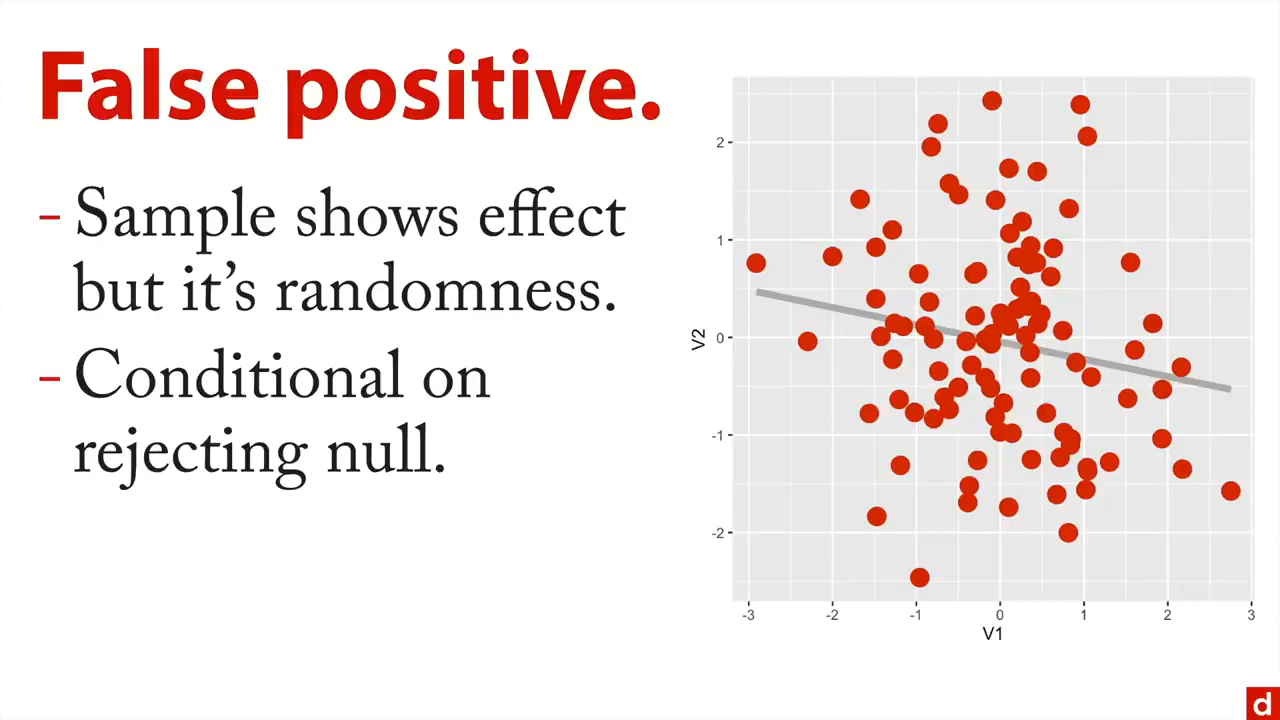 False positive.
– Sample shows effect
but it’s randomness.
– Conditional on
rejecting null.
2
1
0
-1
-2
V2
-3 -2 -1 0 1 2 3
V1
d